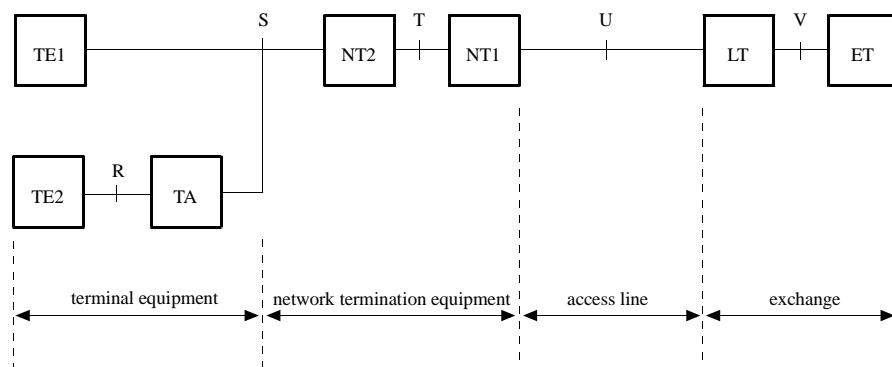 S
T
U
V
TE1
NT2
NT1
LT
ET
R
TE2
TA
terminal equipment
network termination equipment
access line
exchange